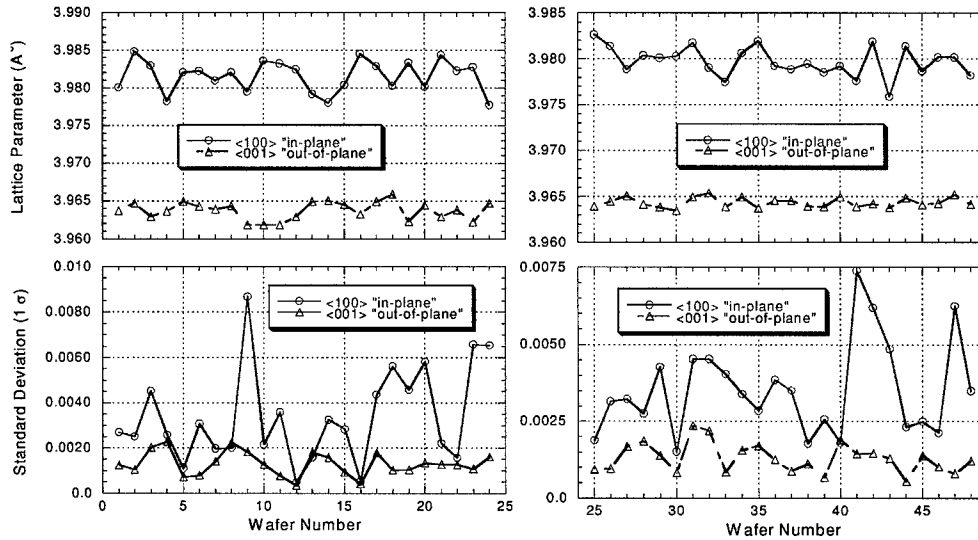 Lattice Parameter (A˚)
3.990
3.985
3.980
3.975
3.970
3.965
3.960
<100> "in-plane"
<001> "out-of-plane"
3.985
3.980
3.975
3.970
3.965
3.960
<100> "in-plane"
<001> "out-of-plane"
Standard Deviation (1 σ)
0.010
0.0080
0.0060
0.0040
0.0020
0.0
<100> "in-plane"
<001> "out-of-plane"
0 5 10 15 20 25
Wafer Number
0.0075
0.0050
0.0025
0.0
<100> "in-plane"
<001> "out-of-plane"
25 30 35 40 45
Wafer Number